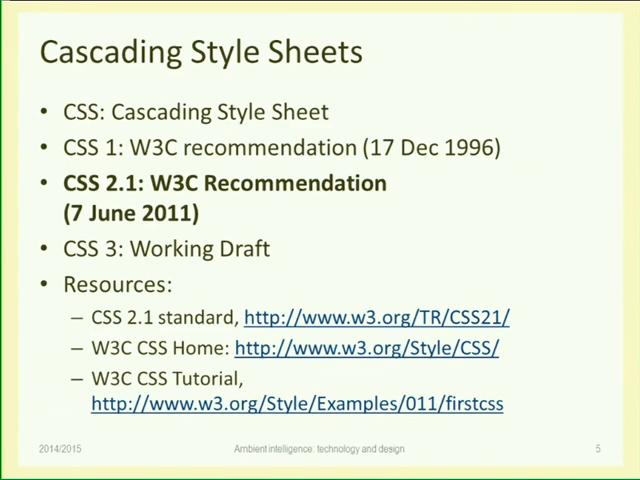 Cascading Style Sheets
• CSS: Cascading Style Sheet
• CSS 1: W3C recommendation (17 Dec 1996)
• CSS 2.1: W3C Recommendation
(7 June 2011)
• CSS 3: Working Draft
• Resources:
– CSS 2.1 standard, http://www.w3.org/TR/CSS21/
– W3C CSS Home: http://www.w3.org/Style/CSS/
– W3C CSS Tutorial,
http://www.w3.org/Style/Examples/011/firstcss
2014/2015 Ambient intelligence: technology and design 5